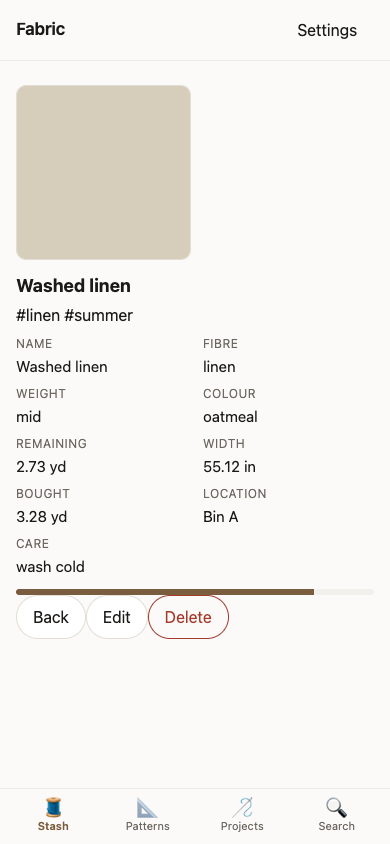 Fabric
Settings
Washed linen
#linen #summer
NAME
FIBRE
Washed linen
linen
WEIGHT
COLOUR
mid
oatmeal
REMAINING
WIDTH
2.73 yd
55.12 in
BOUGHT
LOCATION
3.28 yd
Bin A
CARE
wash cold
Back
Edit
Delete
Stash
Patterns
Projects
Search